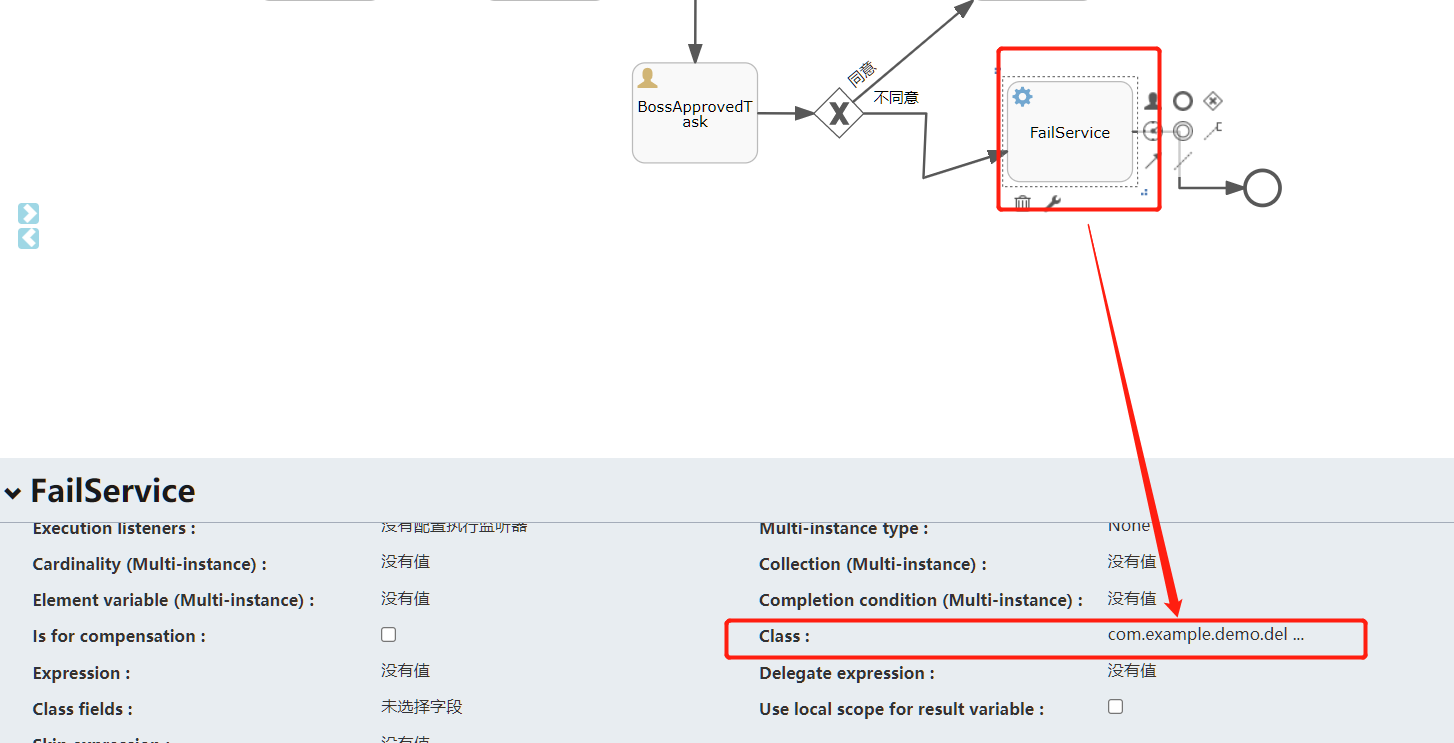 同意
不同意
BossApprovedT
ask
FailService
FailService
Execution listeners :
没有配置执行监听器
Multi-instance type :
None
Cardinality (Multi-instance) :
没有值
Collection (Multi-instance) :
没有值
Element variable (Multi-instance) :
没有值
Completion condition (Multi-instance) :
没有值
Is for compensation :
Class :
com.example.demo.del ...
Expression :
没有值
Delegate expression :
没有值
Class fields :
未选择字段
Use local scope for result variable :
Skip expression :
没有值